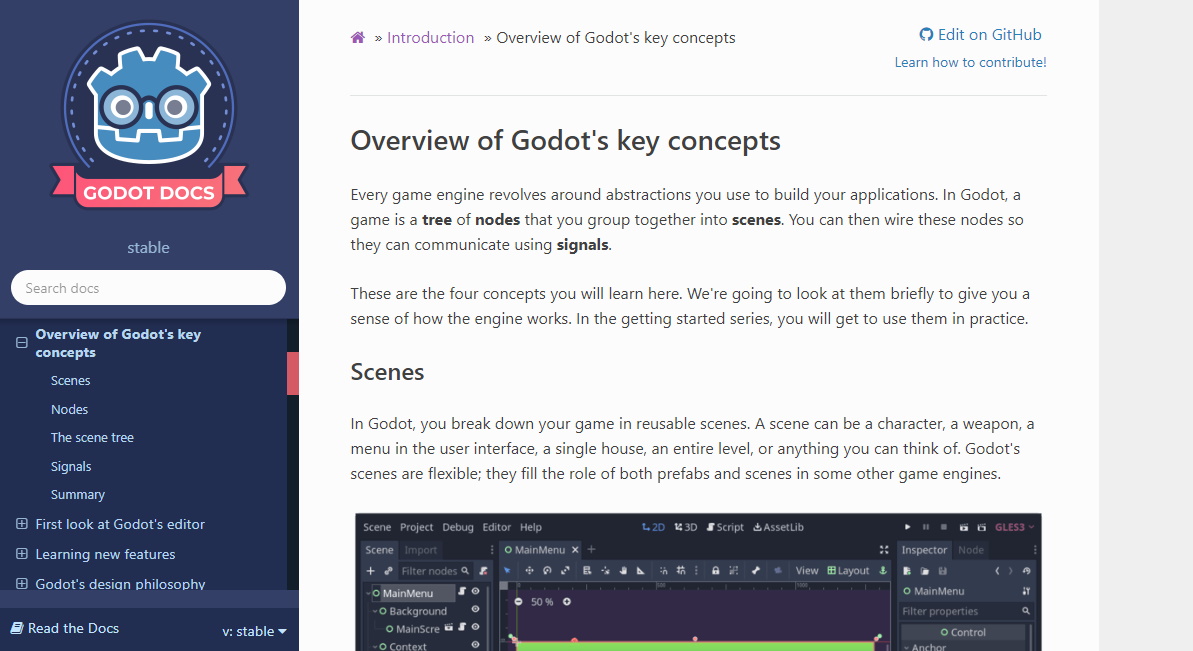 GODOT DOCS
stable
Search docs
Overview of Godot's key
concepts
Scenes
Nodes
The scene tree
Signals
Summary
First look at Godot's editor
Learning new features
Godot's design philosophy
Read the Docs
v: stable
» Introduction » Overview of Godot's key concepts
Edit on GitHub
Learn how to contribute!
Overview of Godot's key concepts
Every game engine revolves around abstractions you use to build your applications. In Godot, a
game is a tree of nodes that you group together into scenes. You can then wire these nodes so
they can communicate using signals.
These are the four concepts you will learn here. We're going to look at them briefly to give you a
sense of how the engine works. In the getting started series, you will get to use them in practice.
Scenes
In Godot, you break down your game in reusable scenes. A scene can be a character, a weapon, a
menu in the user interface, a single house, an entire level, or anything you can think of. Godot's
scenes are flexible; they fill the role of both prefabs and scenes in some other game engines.
Scene Project Debug Editor Help 2D 3D Script AssetLib GLES3
Scene Import MainMenu Inspector Node
Filter nodes View Layout
MainMenu 50 % MainMenu
Background Filter properties
MainScre Control
Context Anchor